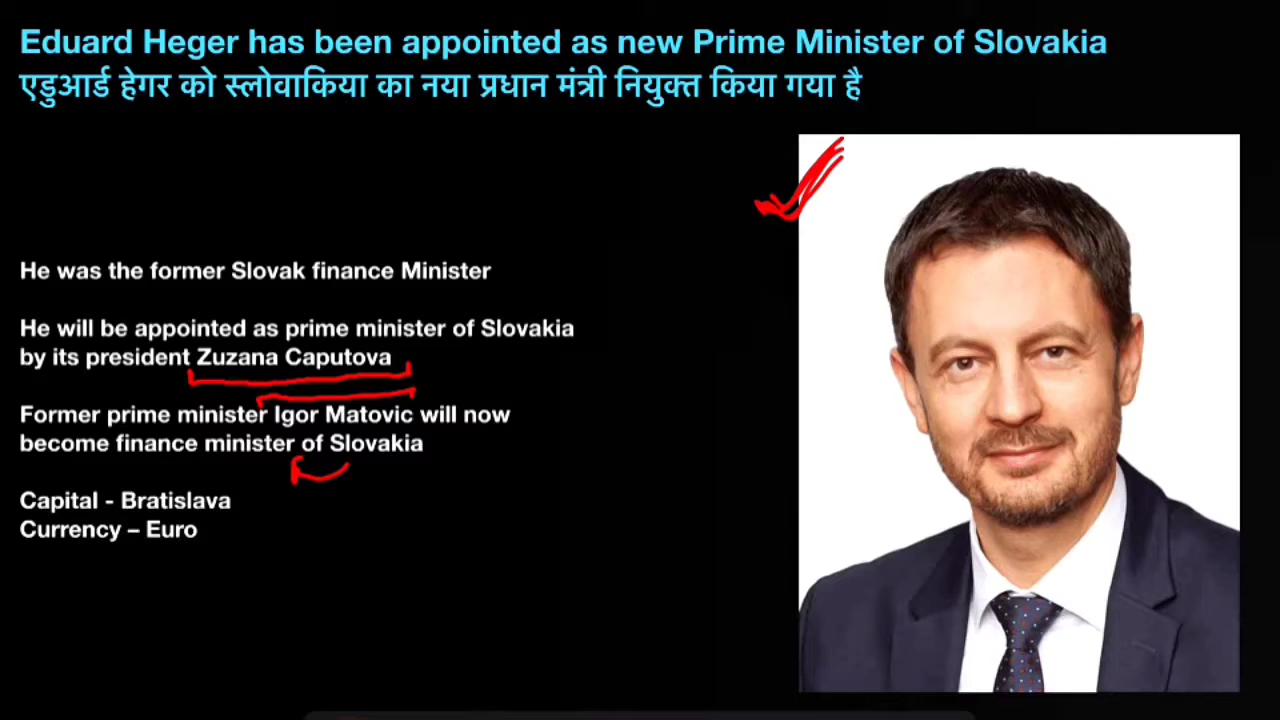 Eduard Heger has been appointed as new Prime Minister of Slovakia
एडुआर्ड हेगर को स्लोवाकिया का नया प्रधान मंत्री नियुक्त किया गया है
He was the former Slovak finance Minister
He will be appointed as prime minister of Slovakia
by its president Zuzana Caputova
Former prime minister Igor Matovic will now
become finance minister of Slovakia
Capital - Bratislava
Currency – Euro